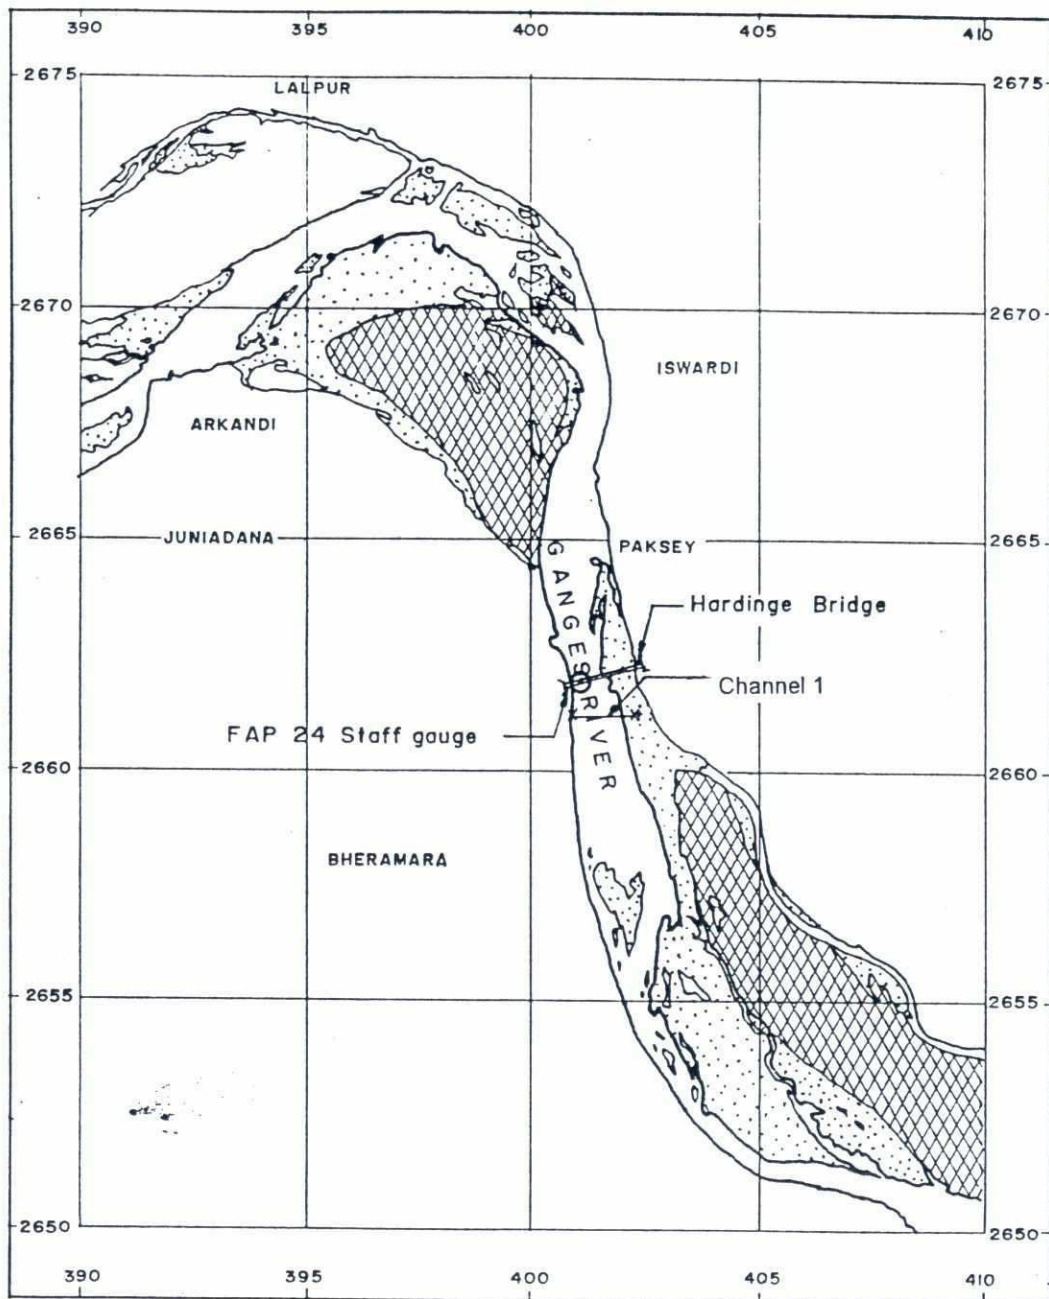 390 395 400 405 410
2675 2675
LALPUR
2670 2670
ISWARDI
ARKANDI
2665 JUNIADANA PAKSEY 2665
GANGES RIVER
Hardinge Bridge
Channel 1
FAP 24 Staff gauge
2660 2660
BHERAMARA
2655 2655
2650 2650
390 395 400 405 410